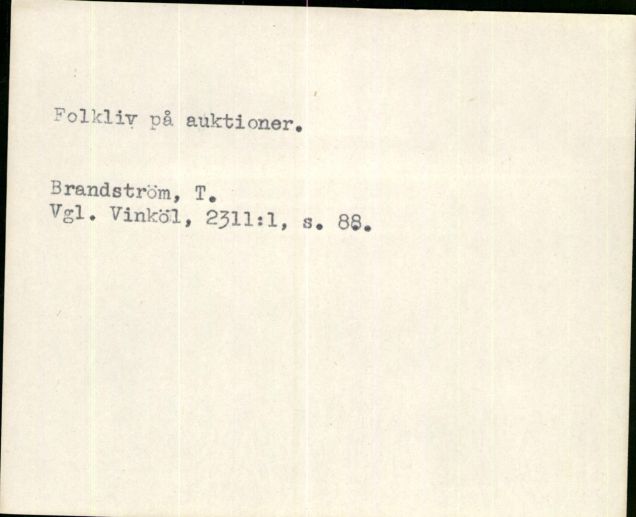 Folkliv på auktioner.
Brandström, T.
Vgl. Vinköl, 2311:1, s. 88.